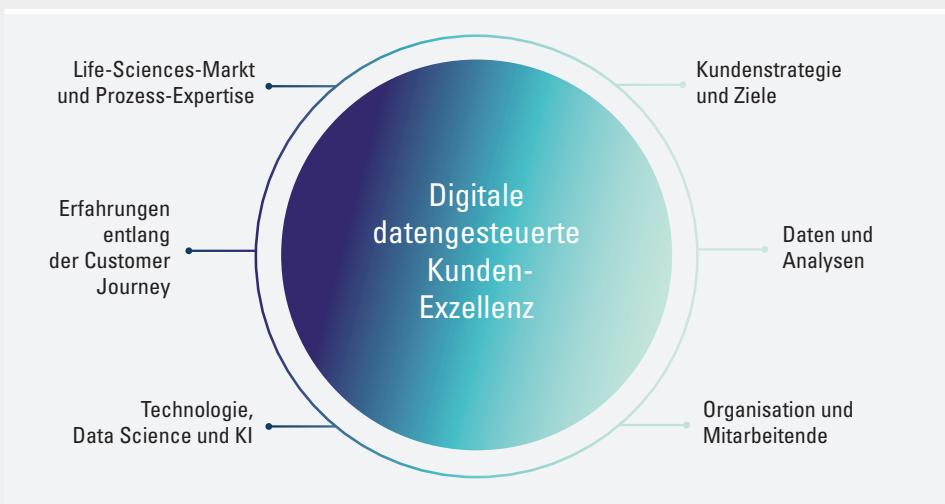 Life-Sciences-Markt
und Prozess-Expertise
Kundenstrategie
und Ziele
Erfahrungen
entlang
der Customer
Journey
Digitale
datengesteuerte
Kunden-
Exzellenz
Daten und
Analysen
Technologie,
Data Science und KI
Organisation und
Mitarbeitende